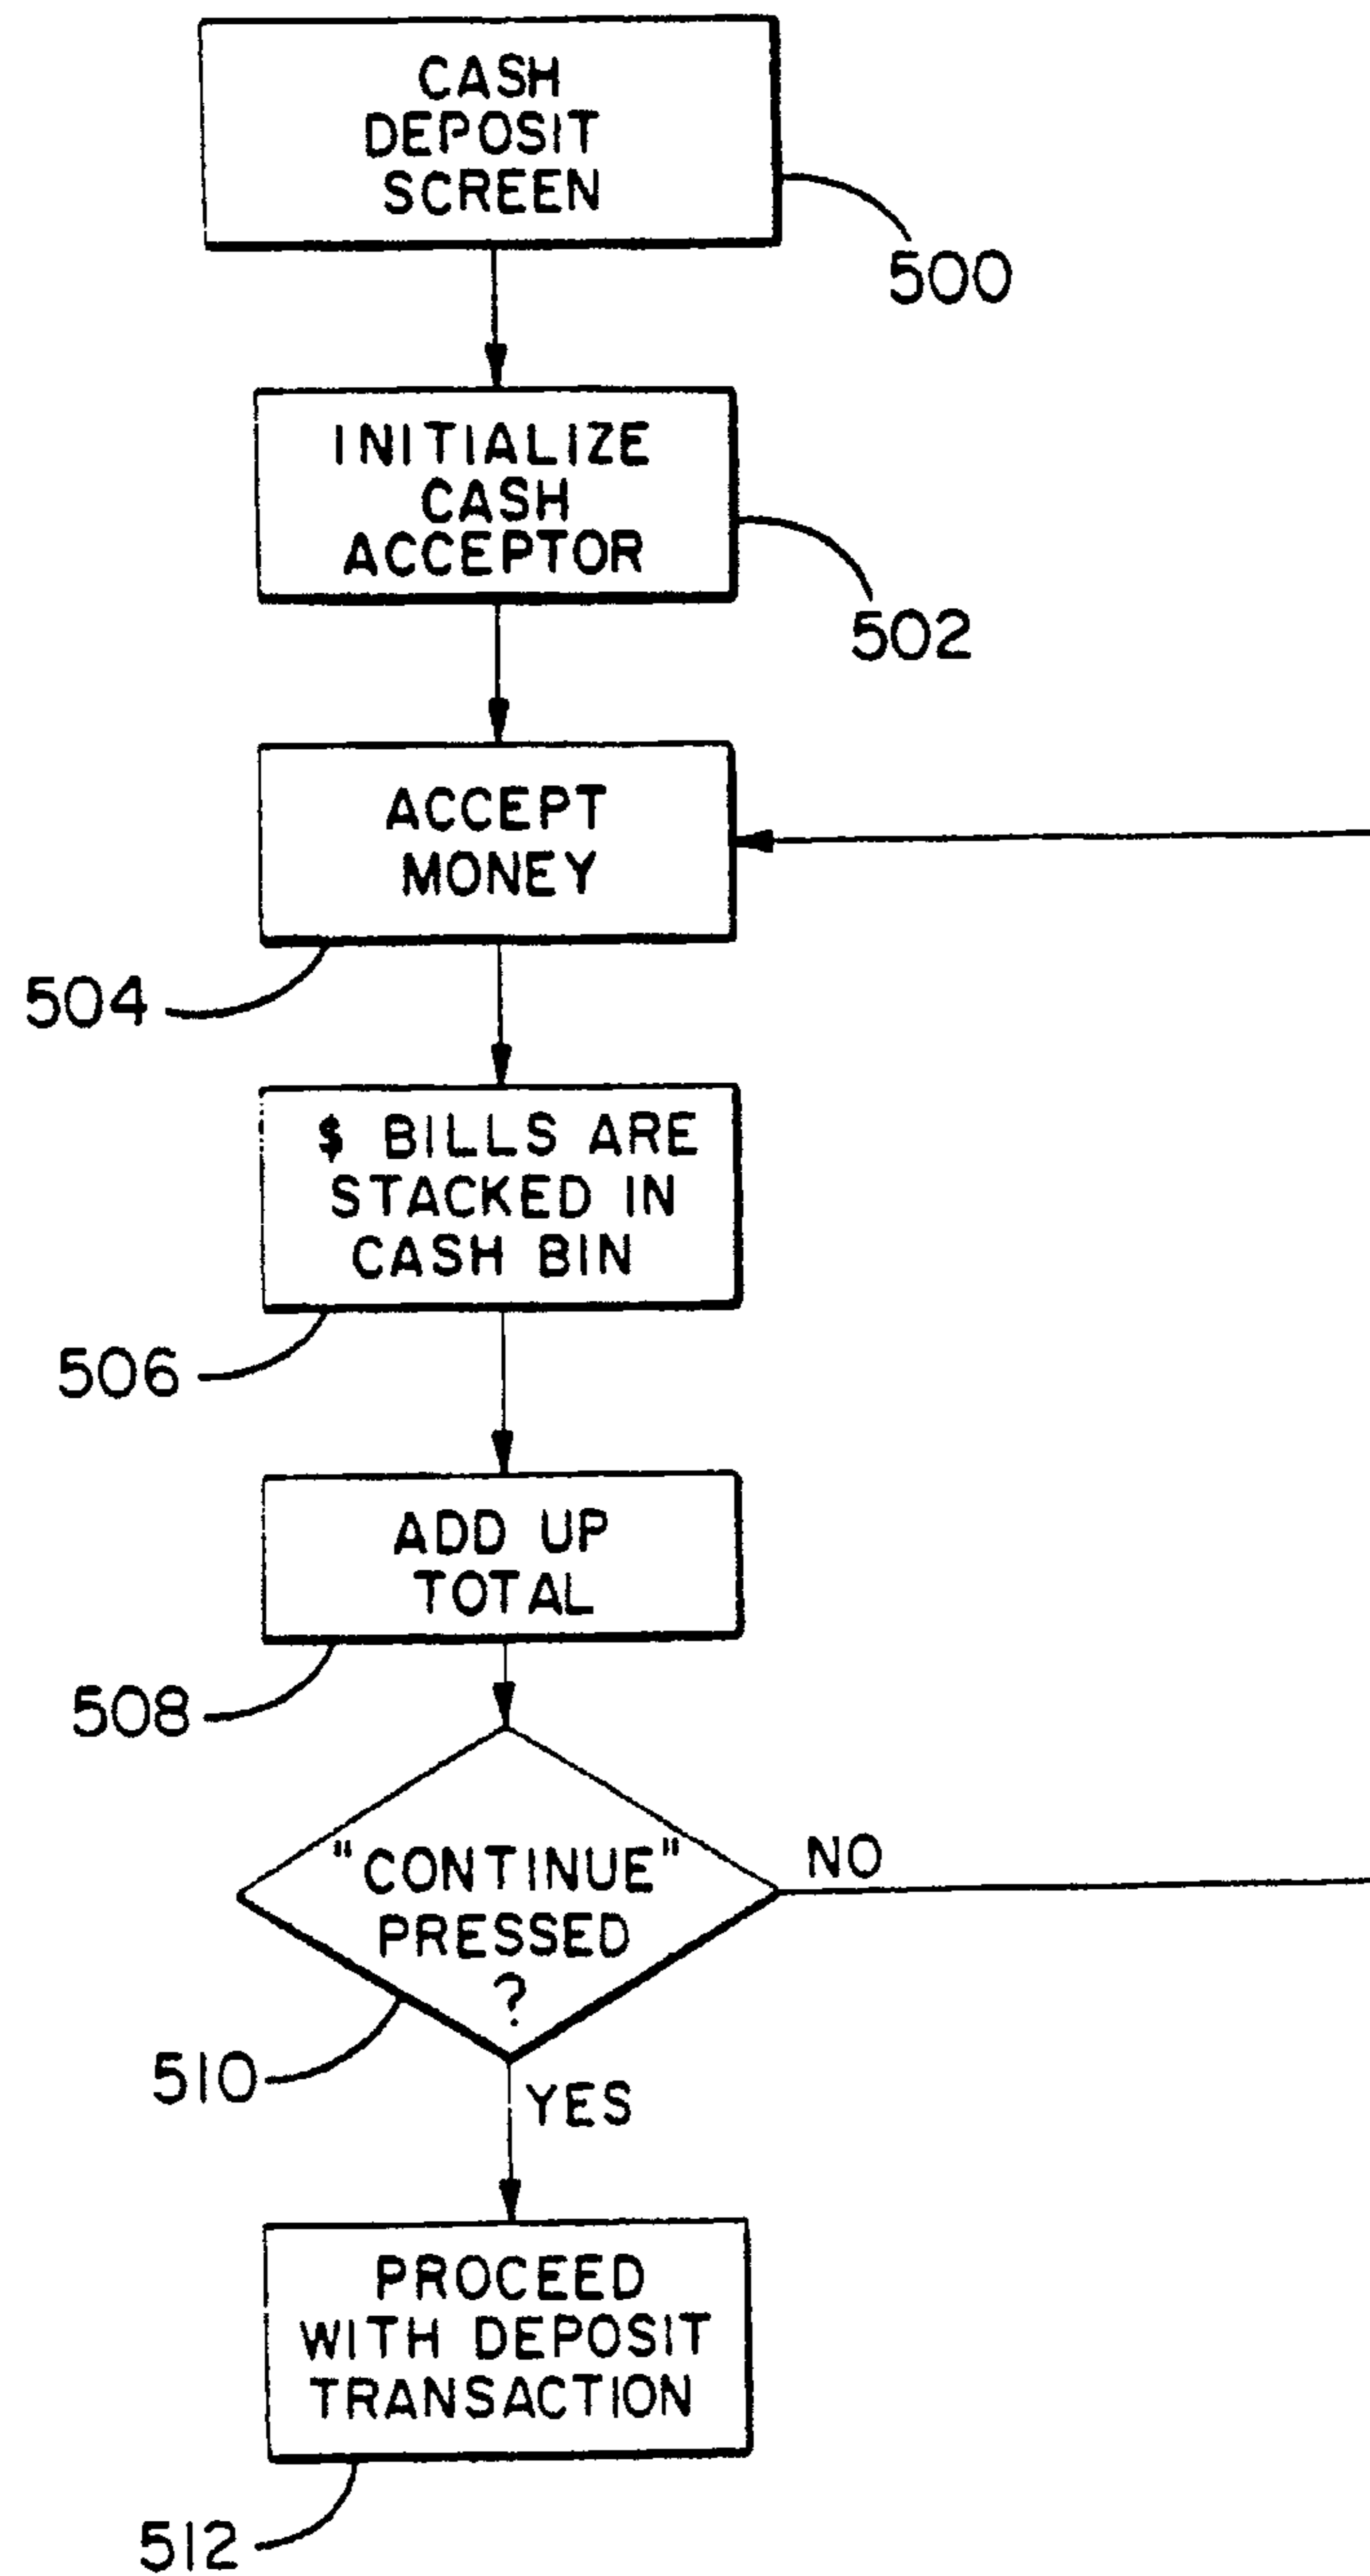 CASH
DEPOSIT
SCREEN
500
INITIALIZE
CASH
ACCEPTOR
502
ACCEPT
MONEY
504
$ BILLS ARE
STACKED IN
CASH BIN
506
ADD UP
TOTAL
508
"CONTINUE"
PRESSED
?
NO
510
YES
PROCEED
WITH DEPOSIT
TRANSACTION
512